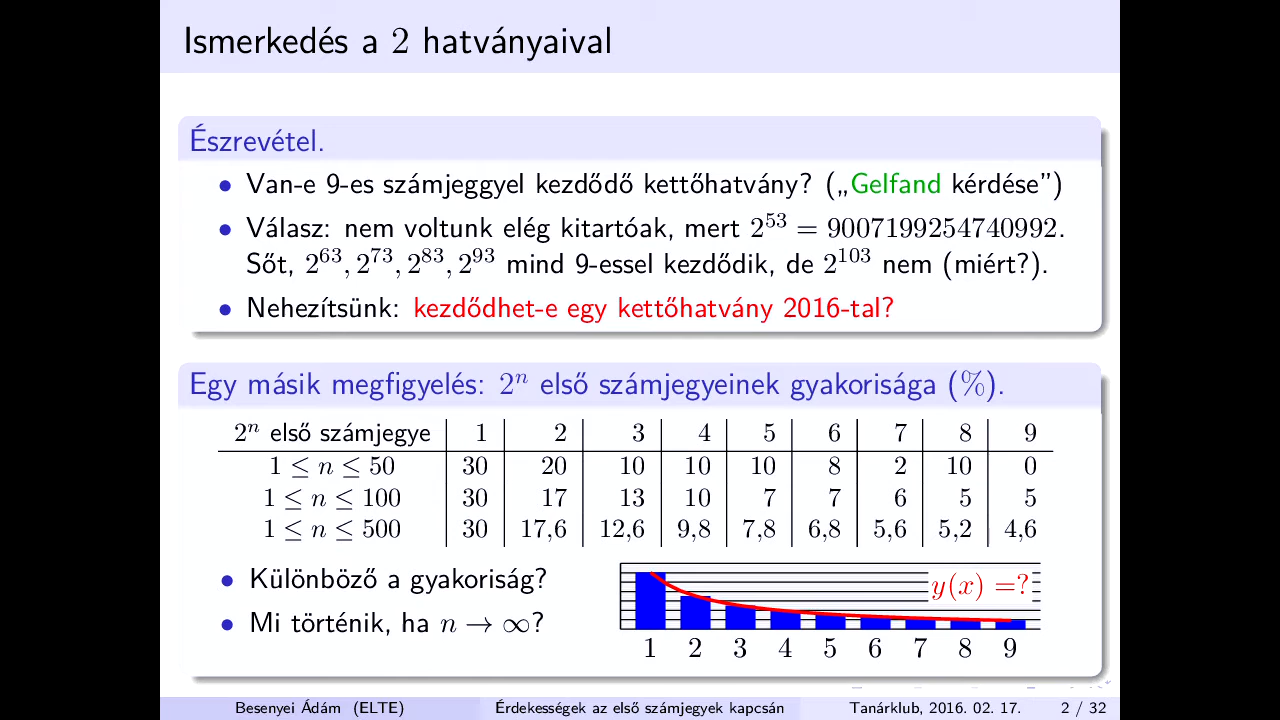 Ismerkedés a 2 hatványaival
Észrevétel.
• Van-e 9-es számjeggyel kezdődő kettőhatvány? („Gelfand kérdése”)
• Válasz: nem voltunk elég kitartóak, mert 2^53 = 9007199254740992.
Sőt, 2^63, 2^73, 2^83, 2^93 mind 9-essel kezdődik, de 2^103 nem (miért?).
• Nehezítsünk: kezdődhet-e egy kettőhatvány 2016-tal?
Egy másik megfigyelés: 2^n első számjegyeinek gyakorisága (%).
2^n első számjegye 1 2 3 4 5 6 7 8 9
1 ≤ n ≤ 50 30 20 10 10 10 8 2 10 0
1 ≤ n ≤ 100 30 17 13 10 7 7 6 5 5
1 ≤ n ≤ 500 30 17,6 12,6 9,8 7,8 6,8 5,6 5,2 4,6
• Különböző a gyakoriság?
• Mi történik, ha n → ∞?
y(x) =?
1 2 3 4 5 6 7 8 9
Besenyei Ádám (ELTE) Érdekességek az első számjegyek kapcsán Tanárklub, 2016. 02. 17. 2 / 32